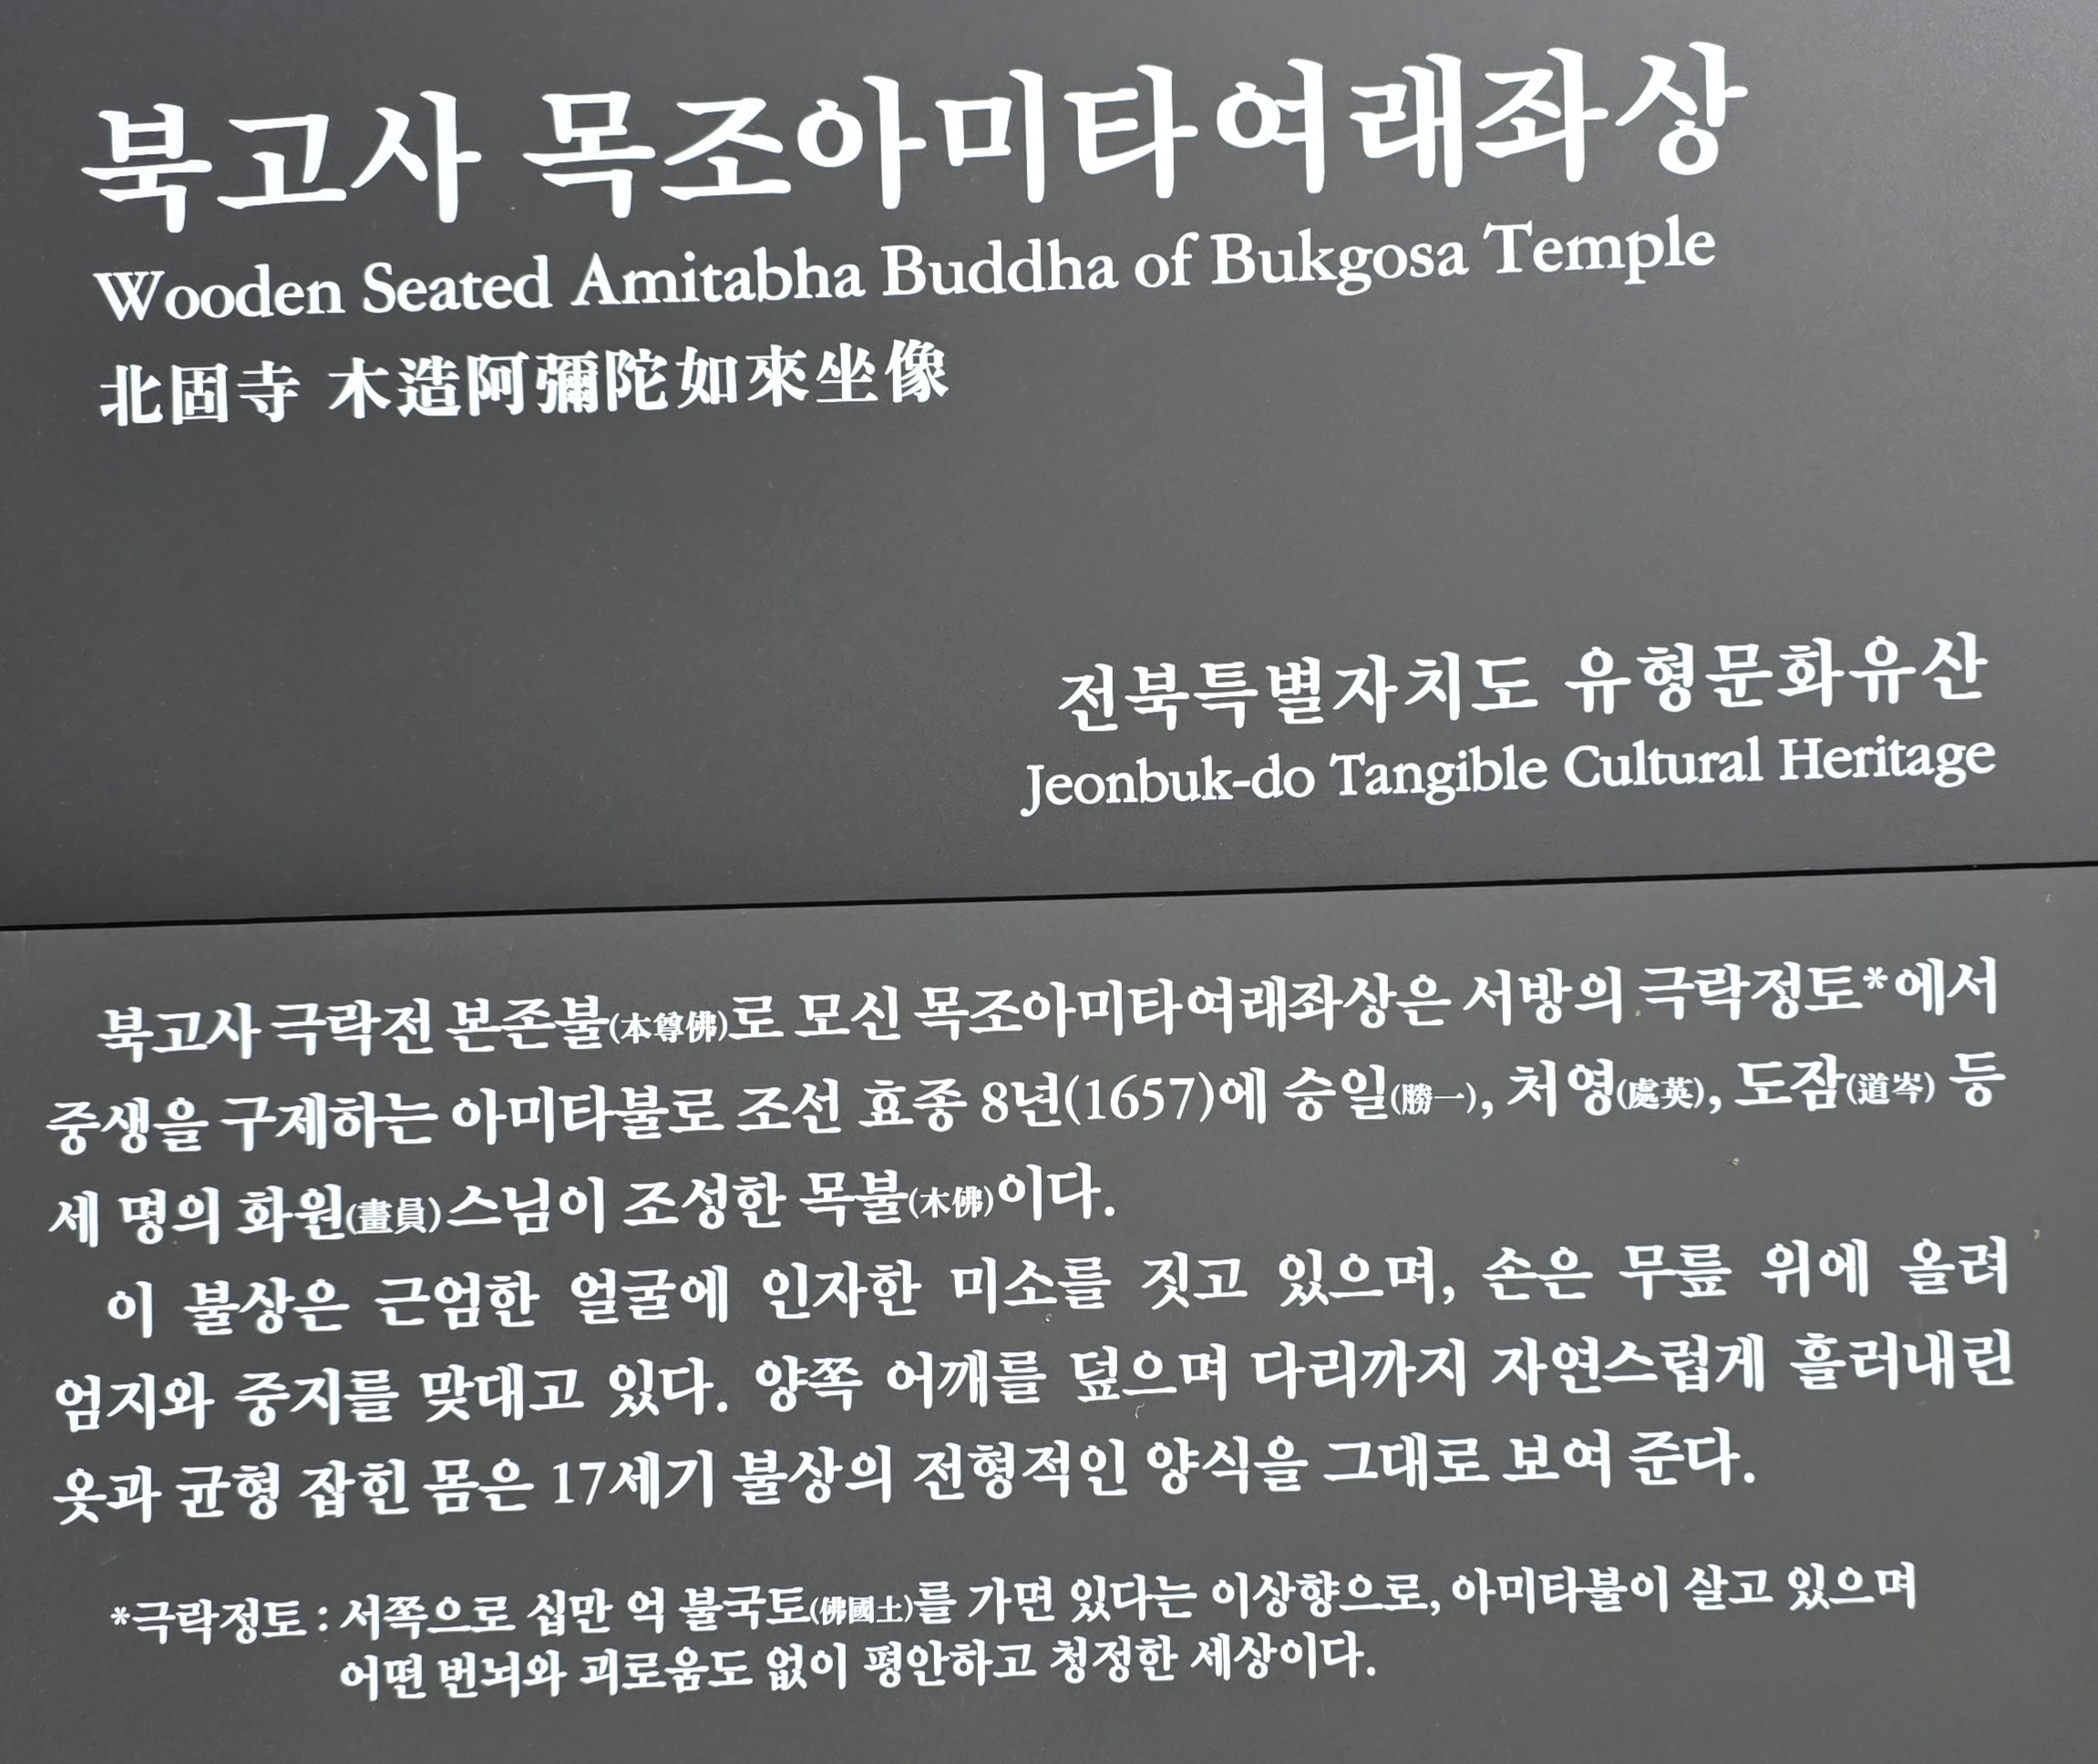 북고사 목조아미타여래좌상
Wooden Seated Amitabha Buddha of Bukgosa Temple
北固寺 木造阿彌陀如來坐像
전북특별자치도 유형문화유산
Jeonbuk-do Tangible Cultural Heritage
북고사 극락전 본존불(本尊佛)로 모신 목조아미타여래좌상은 서방의 극락정토*에서
중생을 구제하는 아미타불로 조선 효종 8년(1657)에 승일(勝一), 처영(處英), 도잠(道岑) 등
세 명의 화원(畫員)스님이 조성한 목불(木佛)이다.
이 불상은 근엄한 얼굴에 인자한 미소를 짓고 있으며, 손은 무릎 위에 올려
엄지와 중지를 맞대고 있다. 양쪽 어깨를 덮으며 다리까지 자연스럽게 흘러내린
옷과 균형 잡힌 몸은 17세기 불상의 전형적인 양식을 그대로 보여 준다.
*극락정토 : 서쪽으로 십만 억 불국토(佛國土)를 가면 있다는 이상향으로, 아미타불이 살고 있으며
어떤 번뇌와 괴로움도 없이 평안하고 청정한 세상이다.